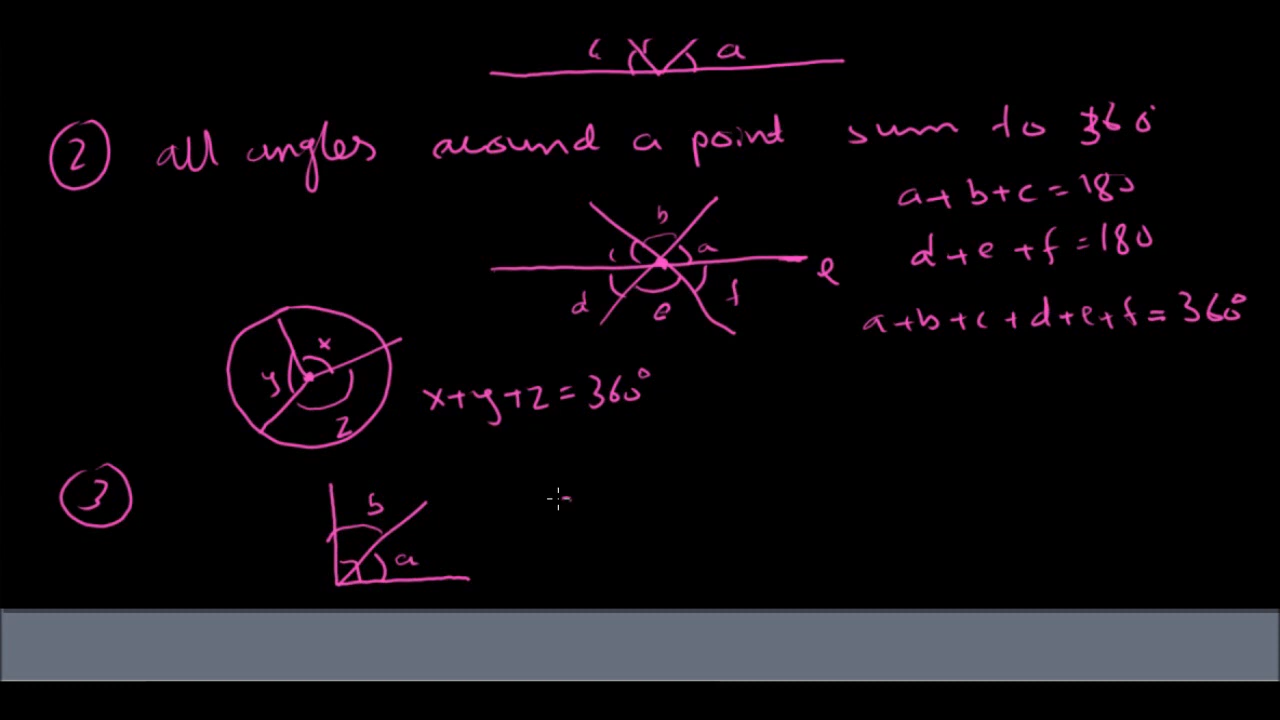 c a
2 all angles around a point sum to 360°
a+b+c=180
b
c a
d+e+f=180
l
d e f
a+b+c+d+e+f=360°
x
y
x+y+z=360°
z
3
b
a